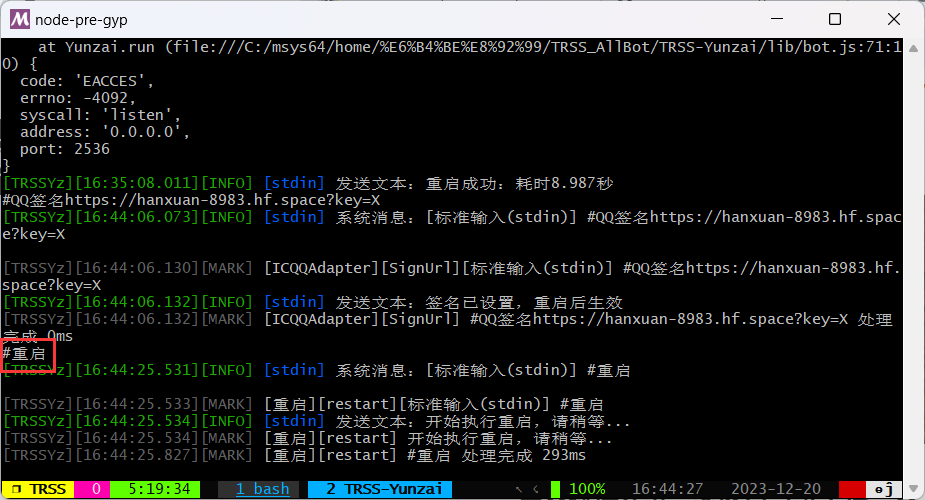 node-pre-gyp
at Yunzai.run (file:///C:/msys64/home/%E6%B4%BE%E8%92%99/TRSS_AllBot/TRSS-Yunzai/lib/bot.js:71:1
0) {
code: 'EACCES',
errno: -4092,
syscall: 'listen',
address: '0.0.0.0',
port: 2536
}
[TRSSYz][16:35:08.011][INFO] [stdin] 发送文本：重启成功：耗时8.987秒
#QQ签名https://hanxuan-8983.hf.space?key=X
[TRSSYz][16:44:06.073][INFO] [stdin] 系统消息：[标准输入(stdin)] #QQ签名https://hanxuan-8983.hf.spac
e?key=X
[TRSSYz][16:44:06.130][MARK] [ICQQAdapter][SignUrl][标准输入(stdin)] #QQ签名https://hanxuan-8983.hf.
space?key=X
[TRSSYz][16:44:06.132][INFO] [stdin] 发送文本：签名已设置，重启后生效
[TRSSYz][16:44:06.132][MARK] [ICQQAdapter][SignUrl] #QQ签名https://hanxuan-8983.hf.space?key=X 处理
完成 0ms
#重启
[TRSSYz][16:44:25.531][INFO] [stdin] 系统消息：[标准输入(stdin)] #重启
[TRSSYz][16:44:25.533][MARK] [重启][restart][标准输入(stdin)] #重启
[TRSSYz][16:44:25.534][INFO] [stdin] 发送文本：开始执行重启，请稍等...
[TRSSYz][16:44:25.534][MARK] [重启][restart] 开始执行重启，请稍等...
[TRSSYz][16:44:25.827][MARK] [重启][restart] #重启 处理完成 293ms
❐ TRSS 0 5:19:34 1 bash 2 TRSS-Yunzai ↖ 100% 16:44:27 2023-12-20